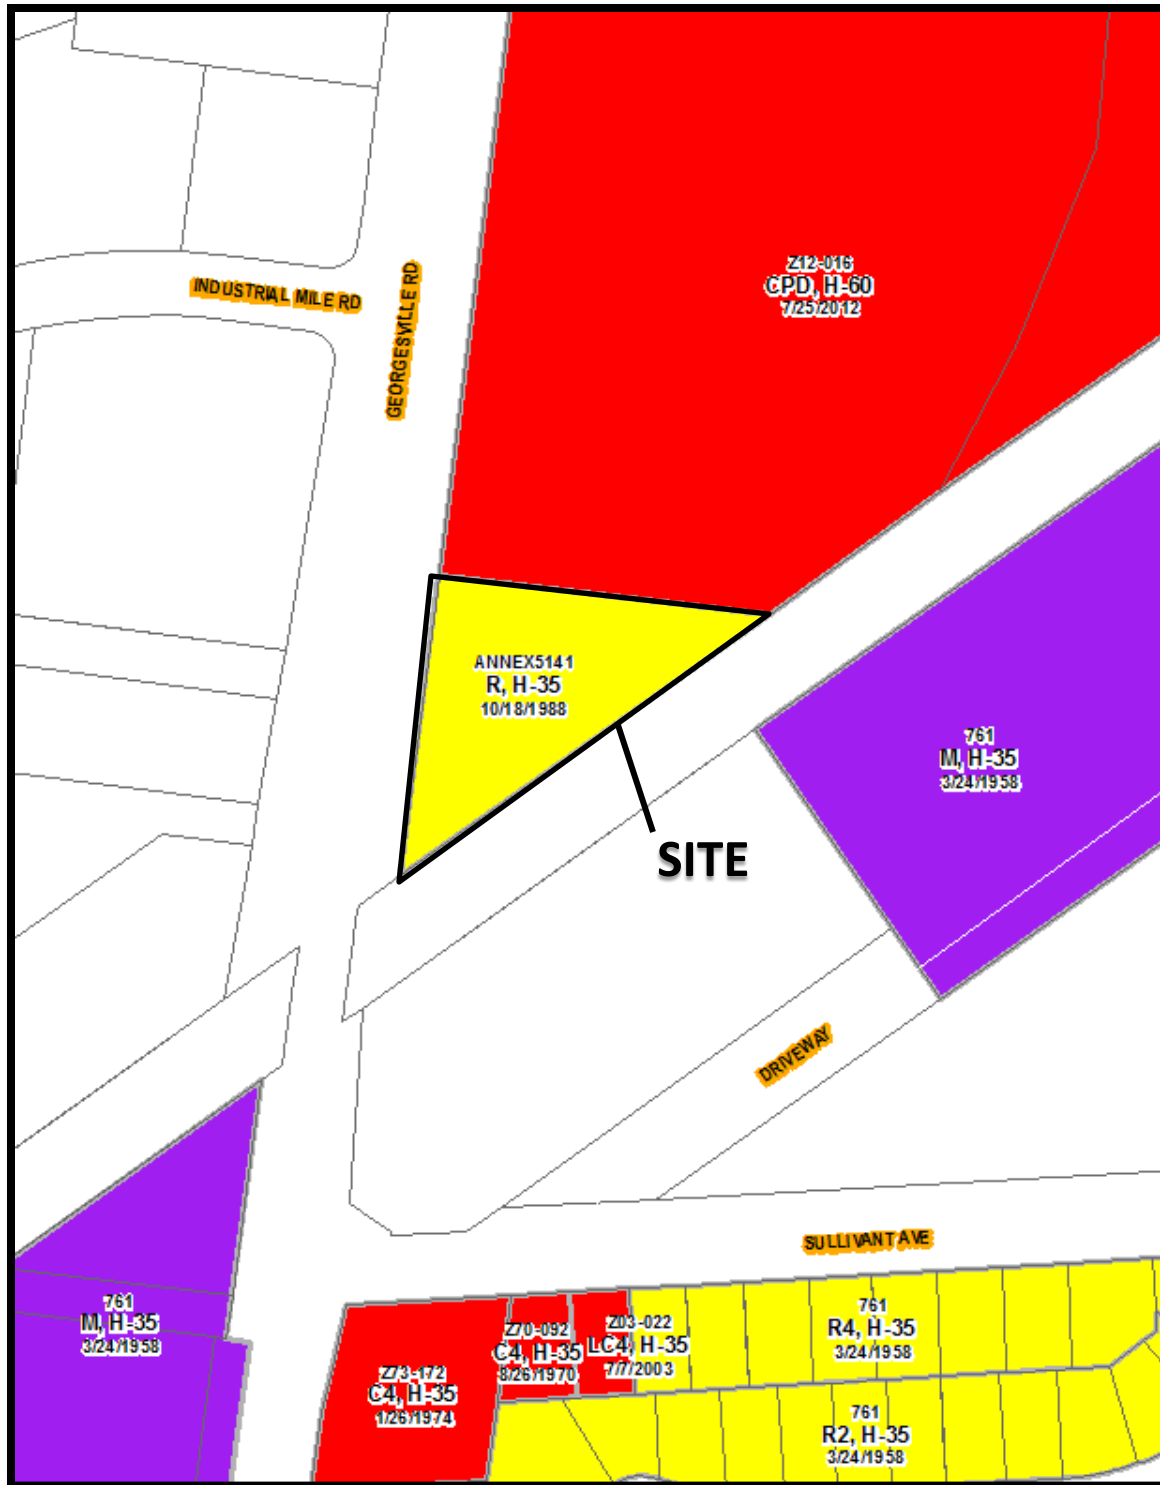 Z12-016
CPD, H-60
7/25/2012
INDUSTRIAL MILE RD
GEORGESVILLE RD
ANNEX5141
R, H-35
10/18/1988
761
M, H-35
3/24/1958
SITE
DRIVEWAY
SULLIVANT AVE
761
M, H-35
3/24/1958
Z73-172
C4, H-35
1/26/1974
Z70-092
C4, H-35
8/26/1970
Z03-022
LC4, H-35
7/7/2003
761
R4, H-35
3/24/1958
761
R2, H-35
3/24/1958